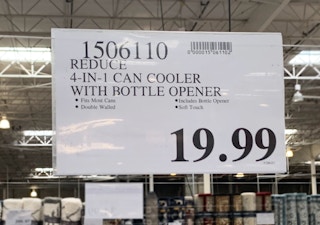 1506110
REDUCE
4-IN-1 CAN COOLER
WITH BOTTLE OPENER
• Fits Most Cans • Includes Bottle Opener
• Double Walled • Soft Touch
19.99